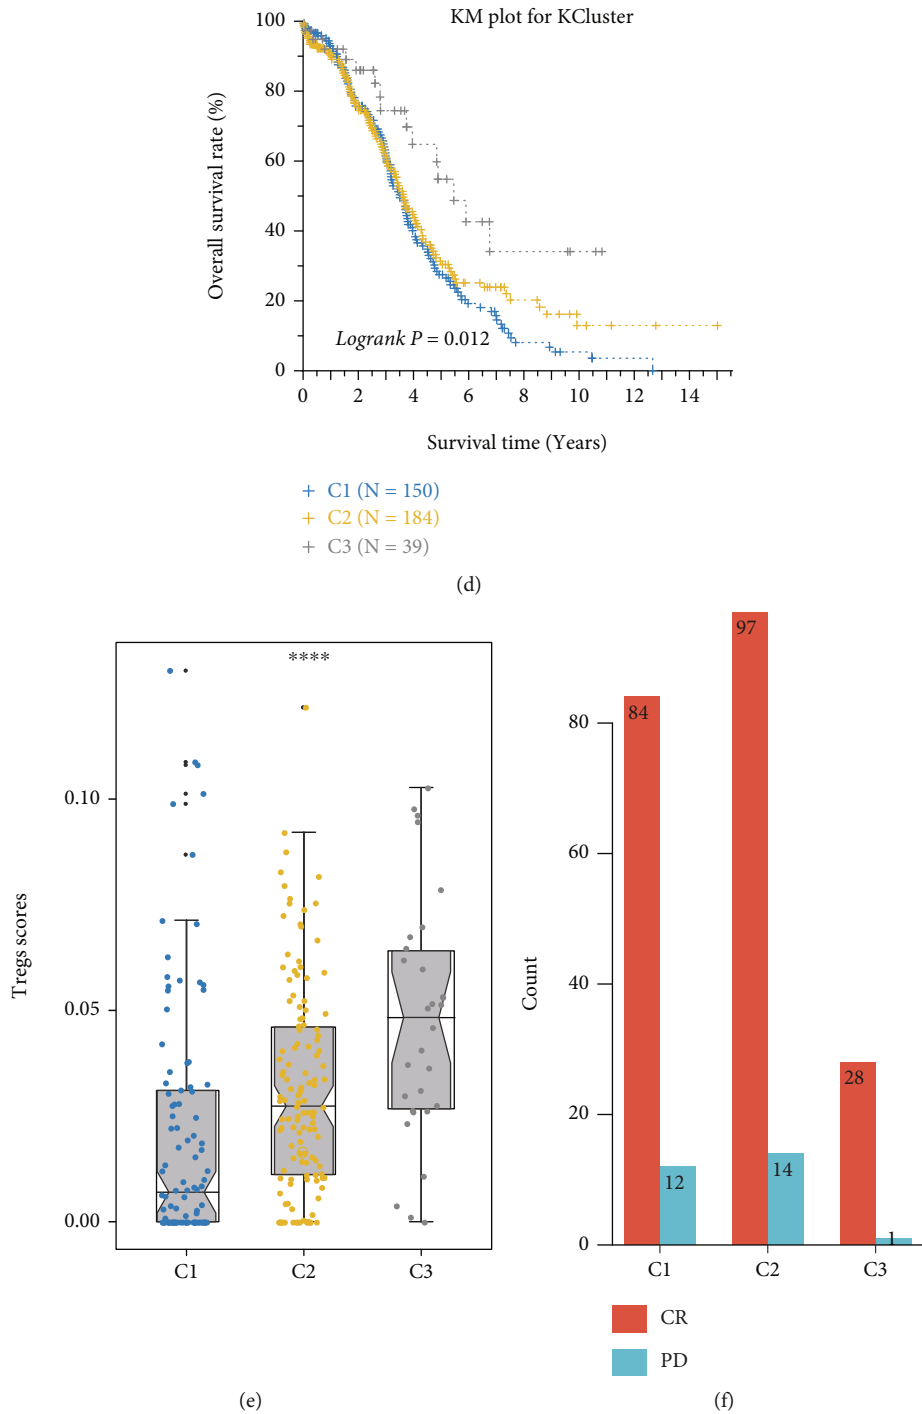 KM plot for KCluster
100
80
60
40
20
0
Overall survival rate (%)
Logrank P = 0.012
0 2 4 6 8 10 12 14
Survival time (Years)
C1 (N = 150)
C2 (N = 184)
C3 (N = 39)
(d)
****
0.10
0.05
0.00
Tregs scores
C1 C2 C3
(e)
97
84
80
60
40
28
20
14
12
1
0
Count
C1 C2 C3
CR
PD
(f)